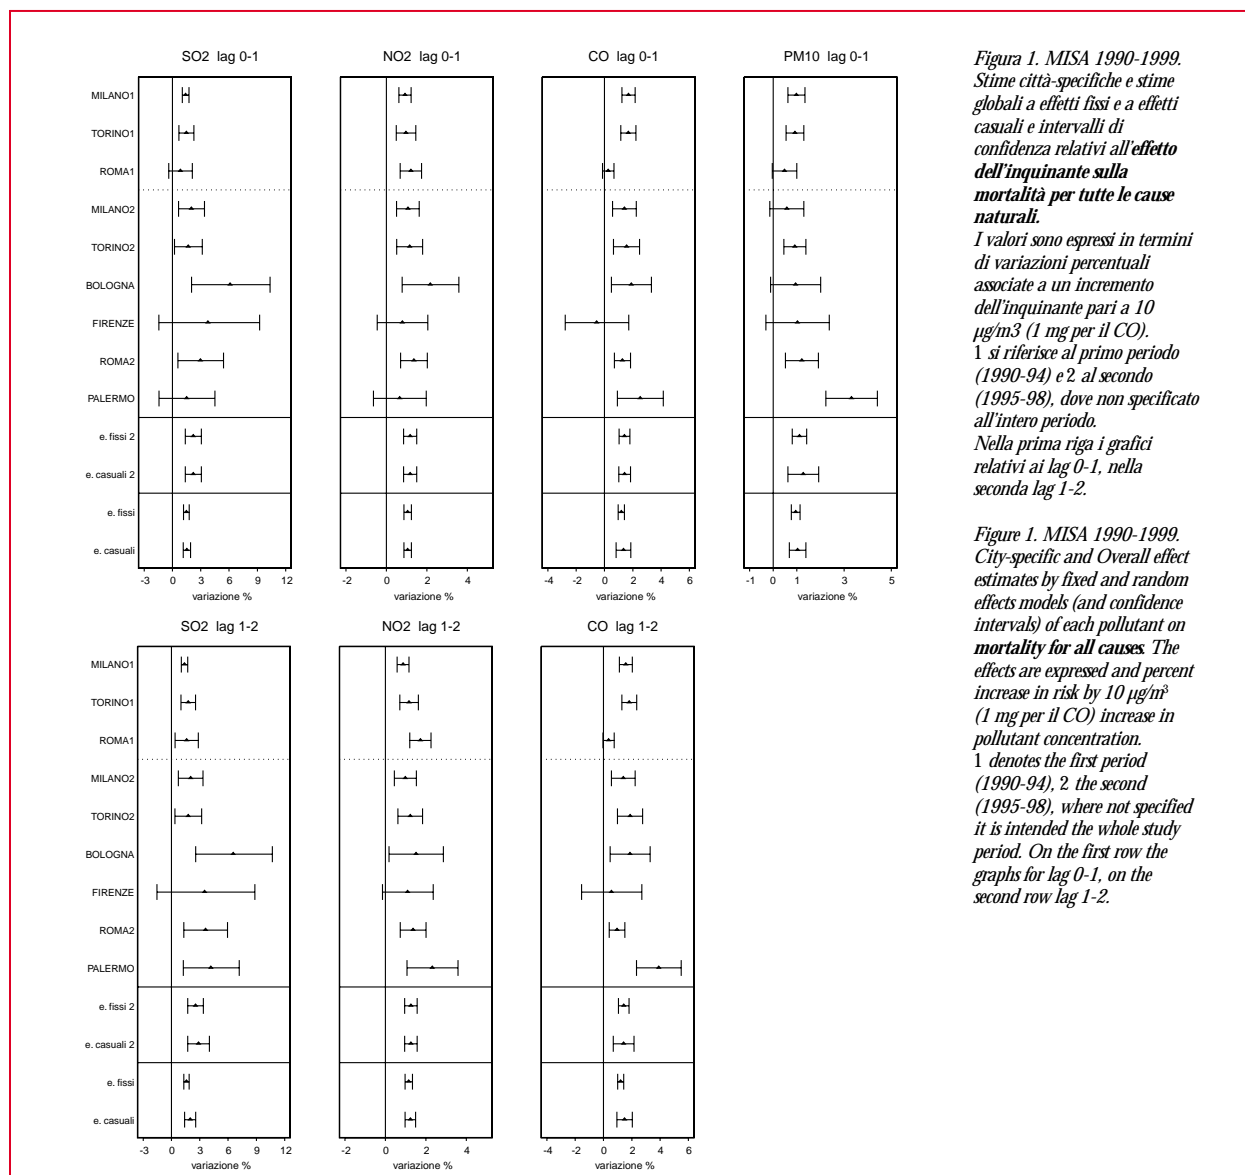 SO2 lag 0-1
NO2 lag 0-1
CO lag 0-1
PM10 lag 0-1
MILANO1
TORINO1
ROMA1
MILANO2
TORINO2
BOLOGNA
FIRENZE
ROMA2
PALERMO
e. fissi 2
e. casuali 2
e. fissi
e. casuali
-3 0 3 6 9 12
-2 0 2 4
-4 -2 0 2 4 6
-1 0 1 3 5
variazione %
variazione %
variazione %
variazione %
SO2 lag 1-2
NO2 lag 1-2
CO lag 1-2
MILANO1
TORINO1
ROMA1
MILANO2
TORINO2
BOLOGNA
FIRENZE
ROMA2
PALERMO
e. fissi 2
e. casuali 2
e. fissi
e. casuali
-3 0 3 6 9 12
-2 0 2 4
-4 -2 0 2 4 6
variazione %
variazione %
variazione %
Figura 1. MISA 1990-1999.
Stime città-specifiche e stime
globali a effetti fissi e a effetti
casuali e intervalli di
confidenza relativi all'effetto
dell'inquinante sulla
mortalità per tutte le cause
naturali.
I valori sono espressi in termini
di variazioni percentuali
associate a un incremento
dell'inquinante pari a 10
µg/m3 (1 mg per il CO).
1 si riferisce al primo periodo
(1990-94) e 2 al secondo
(1995-98), dove non specificato
all'intero periodo.
Nella prima riga i grafici
relativi ai lag 0-1, nella
seconda lag 1-2.
Figure 1. MISA 1990-1999.
City-specific and Overall effect
estimates by fixed and random
effects models (and confidence
intervals) of each pollutant on
mortality for all causes. The
effects are expressed and percent
increase in risk by 10 µg/m³
(1 mg per il CO) increase in
pollutant concentration.
1 denotes the first period
(1990-94), 2 the second
(1995-98), where not specified
it is intended the whole study
period. On the first row the
graphs for lag 0-1, on the
second row lag 1-2.